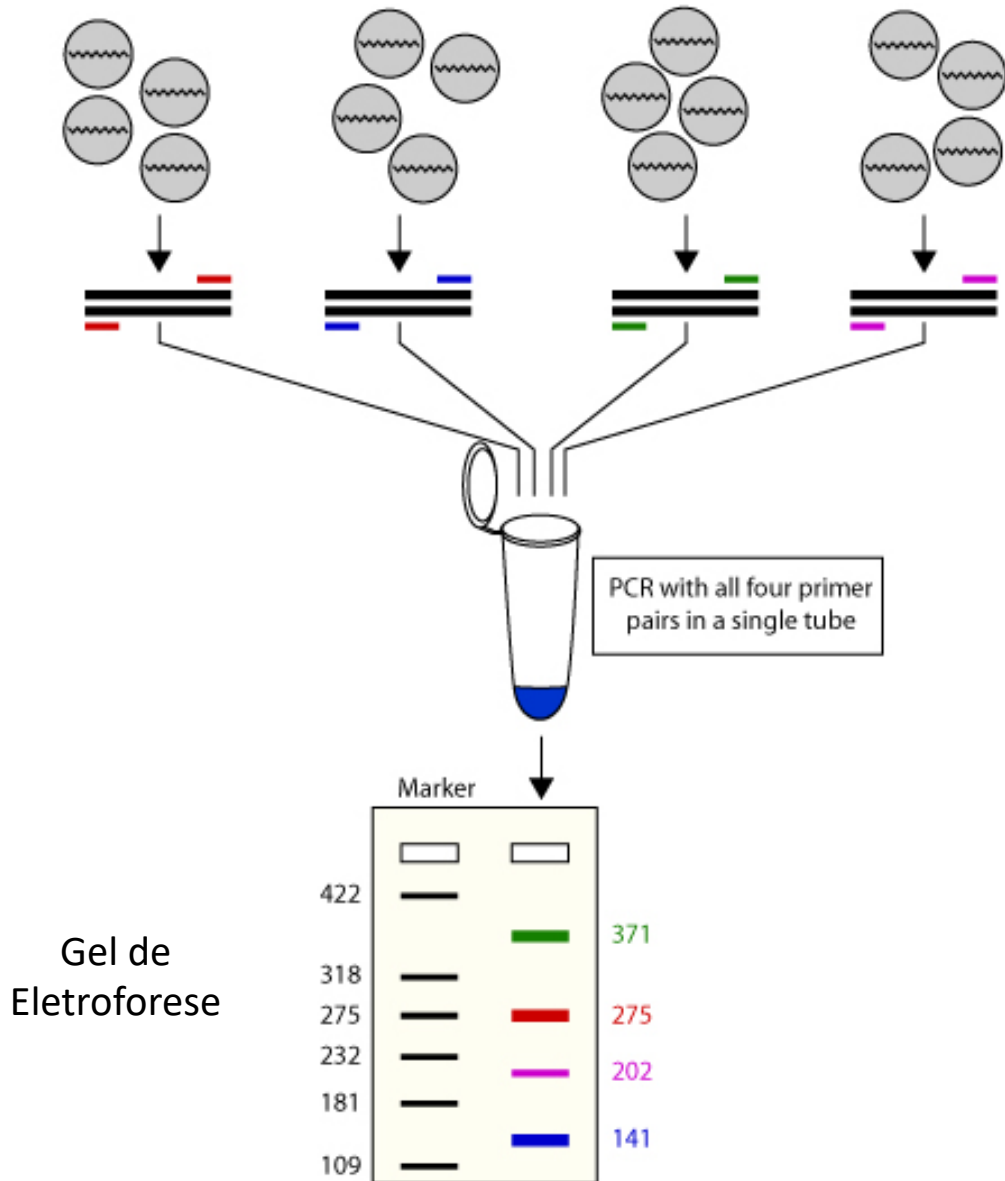 PCR with all four primer
pairs in a single tube
Marker
422
371
Gel de
Eletroforese
318
275
275
232
202
181
141
109